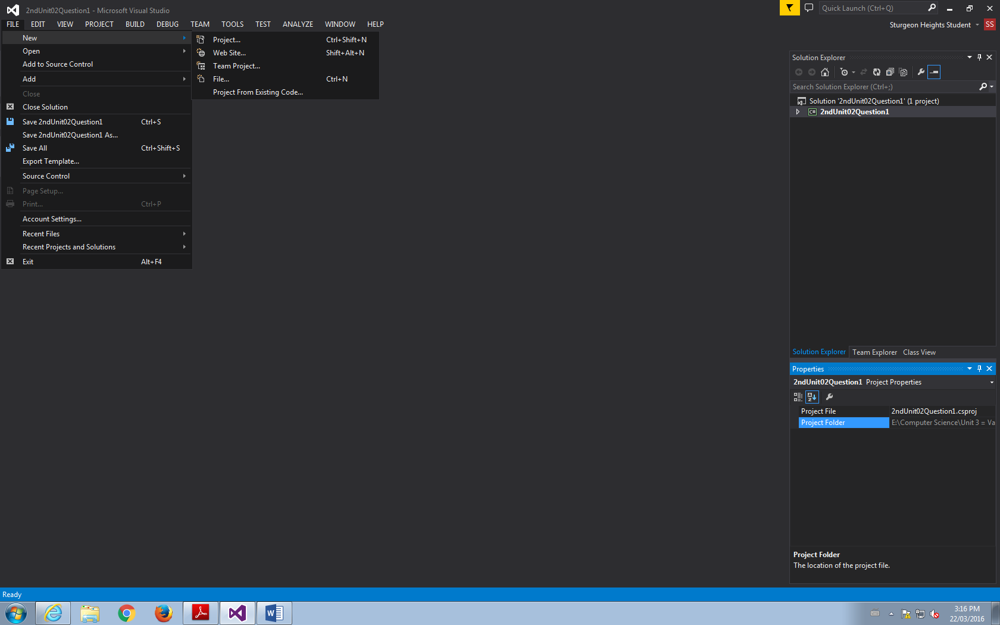 2ndUnit02Question1 - Microsoft Visual Studio
Quick Launch (Ctrl+Q)
FILE EDIT VIEW PROJECT BUILD DEBUG TEAM TOOLS TEST ANALYZE WINDOW HELP
Sturgeon Heights Student SS
New
Open
Add to Source Control
Add
Close
Close Solution
Save 2ndUnit02Question1 Ctrl+S
Save 2ndUnit02Question1 As...
Save All Ctrl+Shift+S
Export Template...
Source Control
Page Setup...
Print... Ctrl+P
Account Settings...
Recent Files
Recent Projects and Solutions
Exit Alt+F4
Project... Ctrl+Shift+N
Web Site... Shift+Alt+N
Team Project...
File... Ctrl+N
Project From Existing Code...
Solution Explorer
Search Solution Explorer (Ctrl+;)
Solution '2ndUnit02Question1' (1 project)
C# 2ndUnit02Question1
Solution Explorer Team Explorer Class View
Properties
2ndUnit02Question1 Project Properties
Project File 2ndUnit02Question1.csproj
Project Folder E:\Computer Science\Unit 3 = Va
Project Folder
The location of the project file.
Ready
3:16 PM
22/03/2016